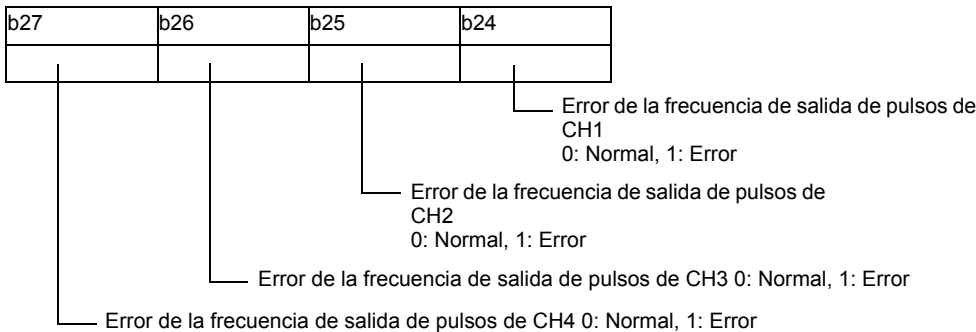 b27 b26 b25 b24
Error de la frecuencia de salida de pulsos de
CH1
0: Normal, 1: Error
Error de la frecuencia de salida de pulsos de
CH2
0: Normal, 1: Error
Error de la frecuencia de salida de pulsos de CH3 0: Normal, 1: Error
Error de la frecuencia de salida de pulsos de CH4 0: Normal, 1: Error